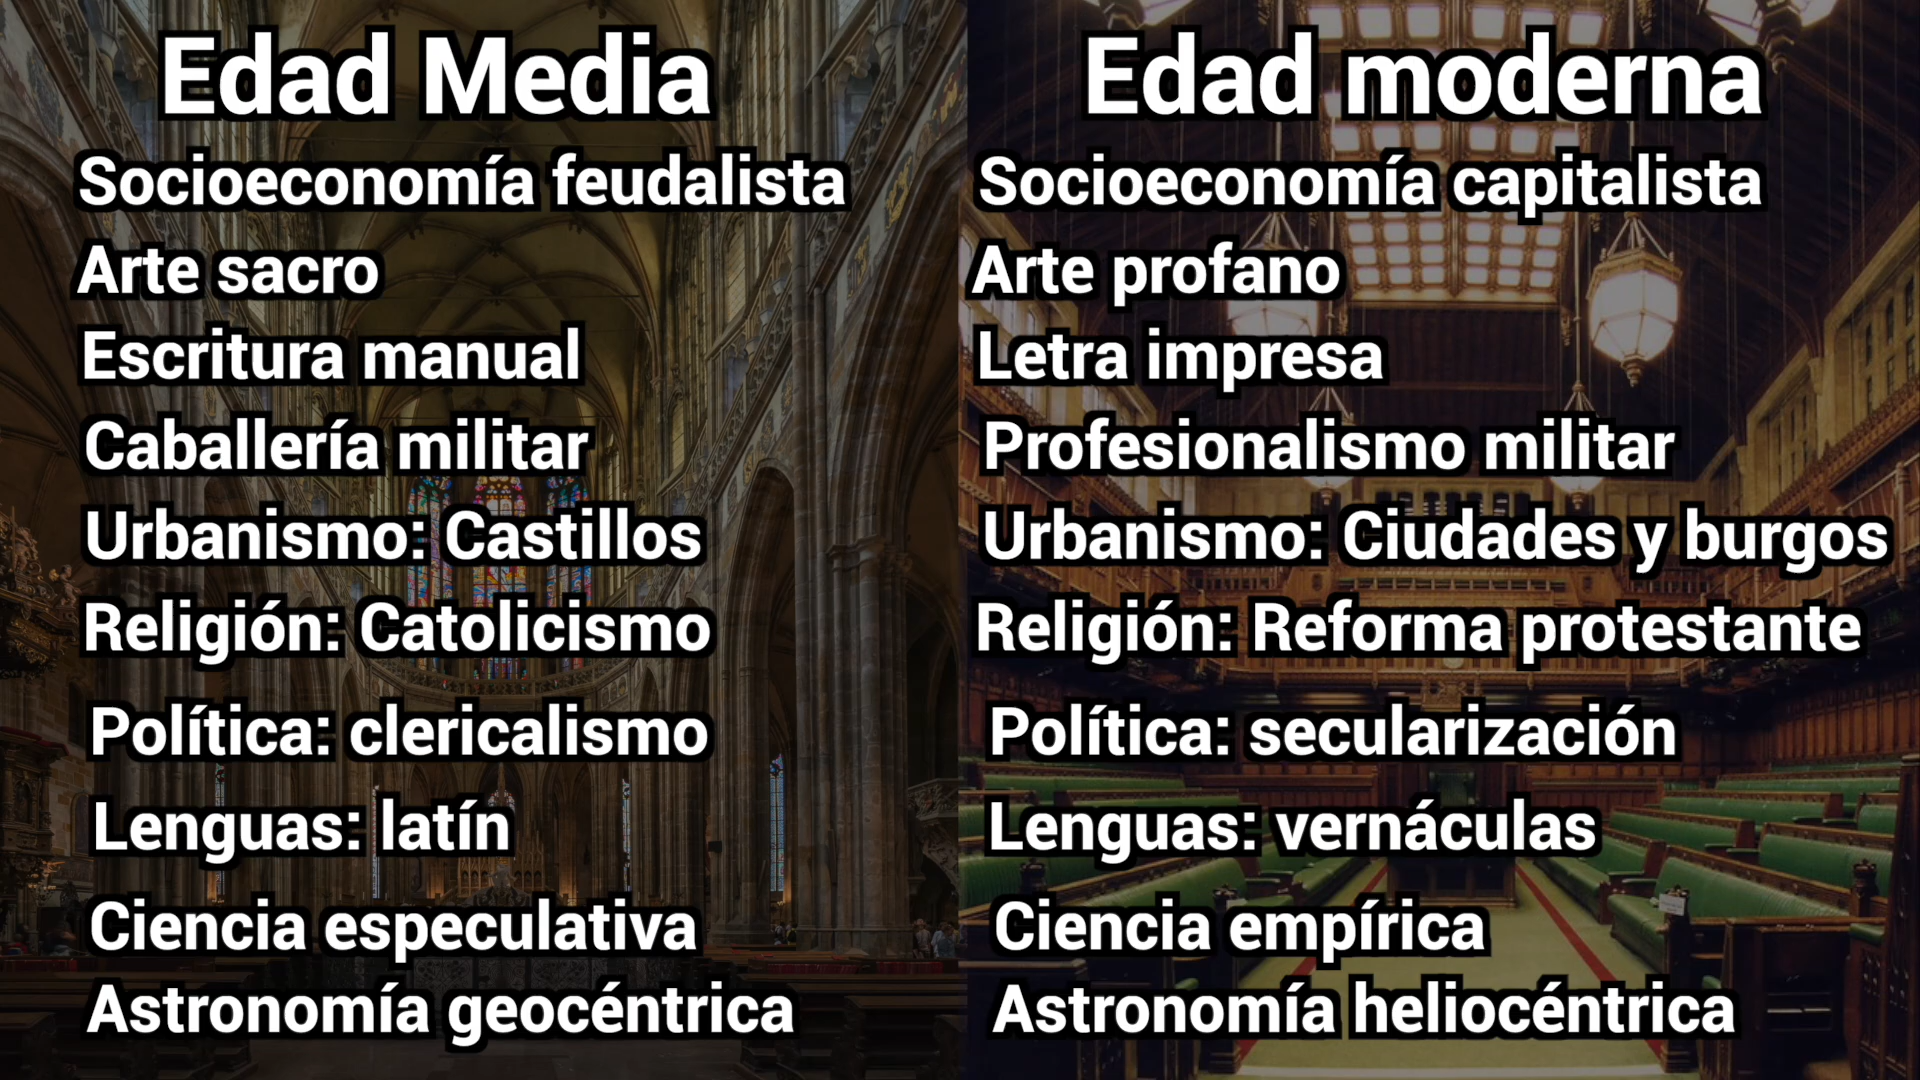 Edad Media
Socioeconomía feudalista
Arte sacro
Escritura manual
Caballería militar
Urbanismo: Castillos
Religión: Catolicismo
Política: clericalismo
Lenguas: latín
Ciencia especulativa
Astronomía geocéntrica
Edad moderna
Socioeconomía capitalista
Arte profano
Letra impresa
Profesionalismo militar
Urbanismo: Ciudades y burgos
Religión: Reforma protestante
Política: secularización
Lenguas: vernáculas
Ciencia empírica
Astronomía heliocéntrica